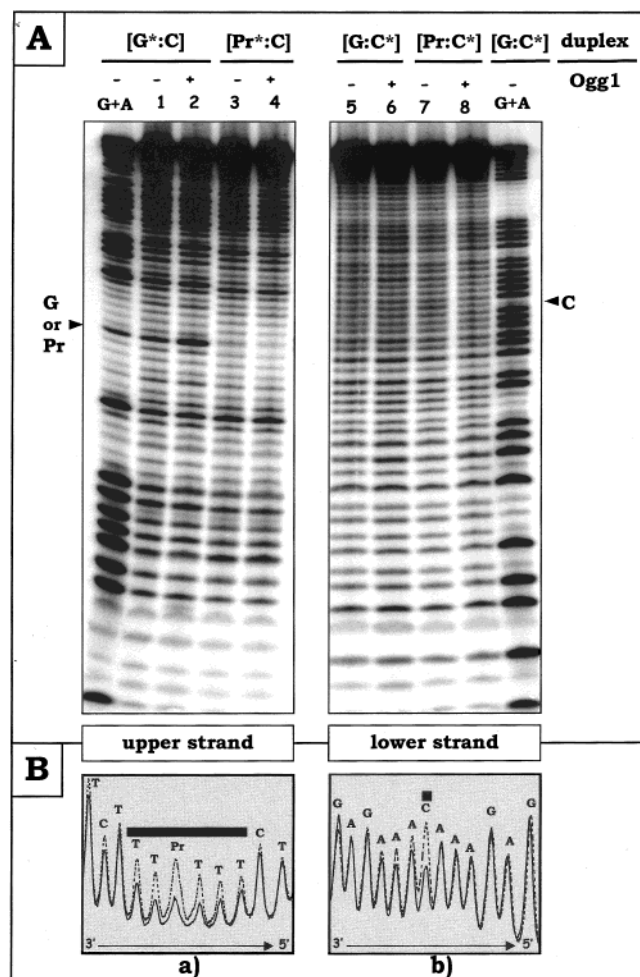 A
[G*:C] [Pr*:C] [G:C*] [Pr:C*] [G:C*] duplex
- + - + - + - + - Ogg1
G+A 1 2 3 4 5 6 7 8 G+A
G
or
Pr
C
upper strand lower strand
B
T C T T T Pr T T T C T
G A G A A A C A A A G A G
3' 5' 3' 5'
a) b)